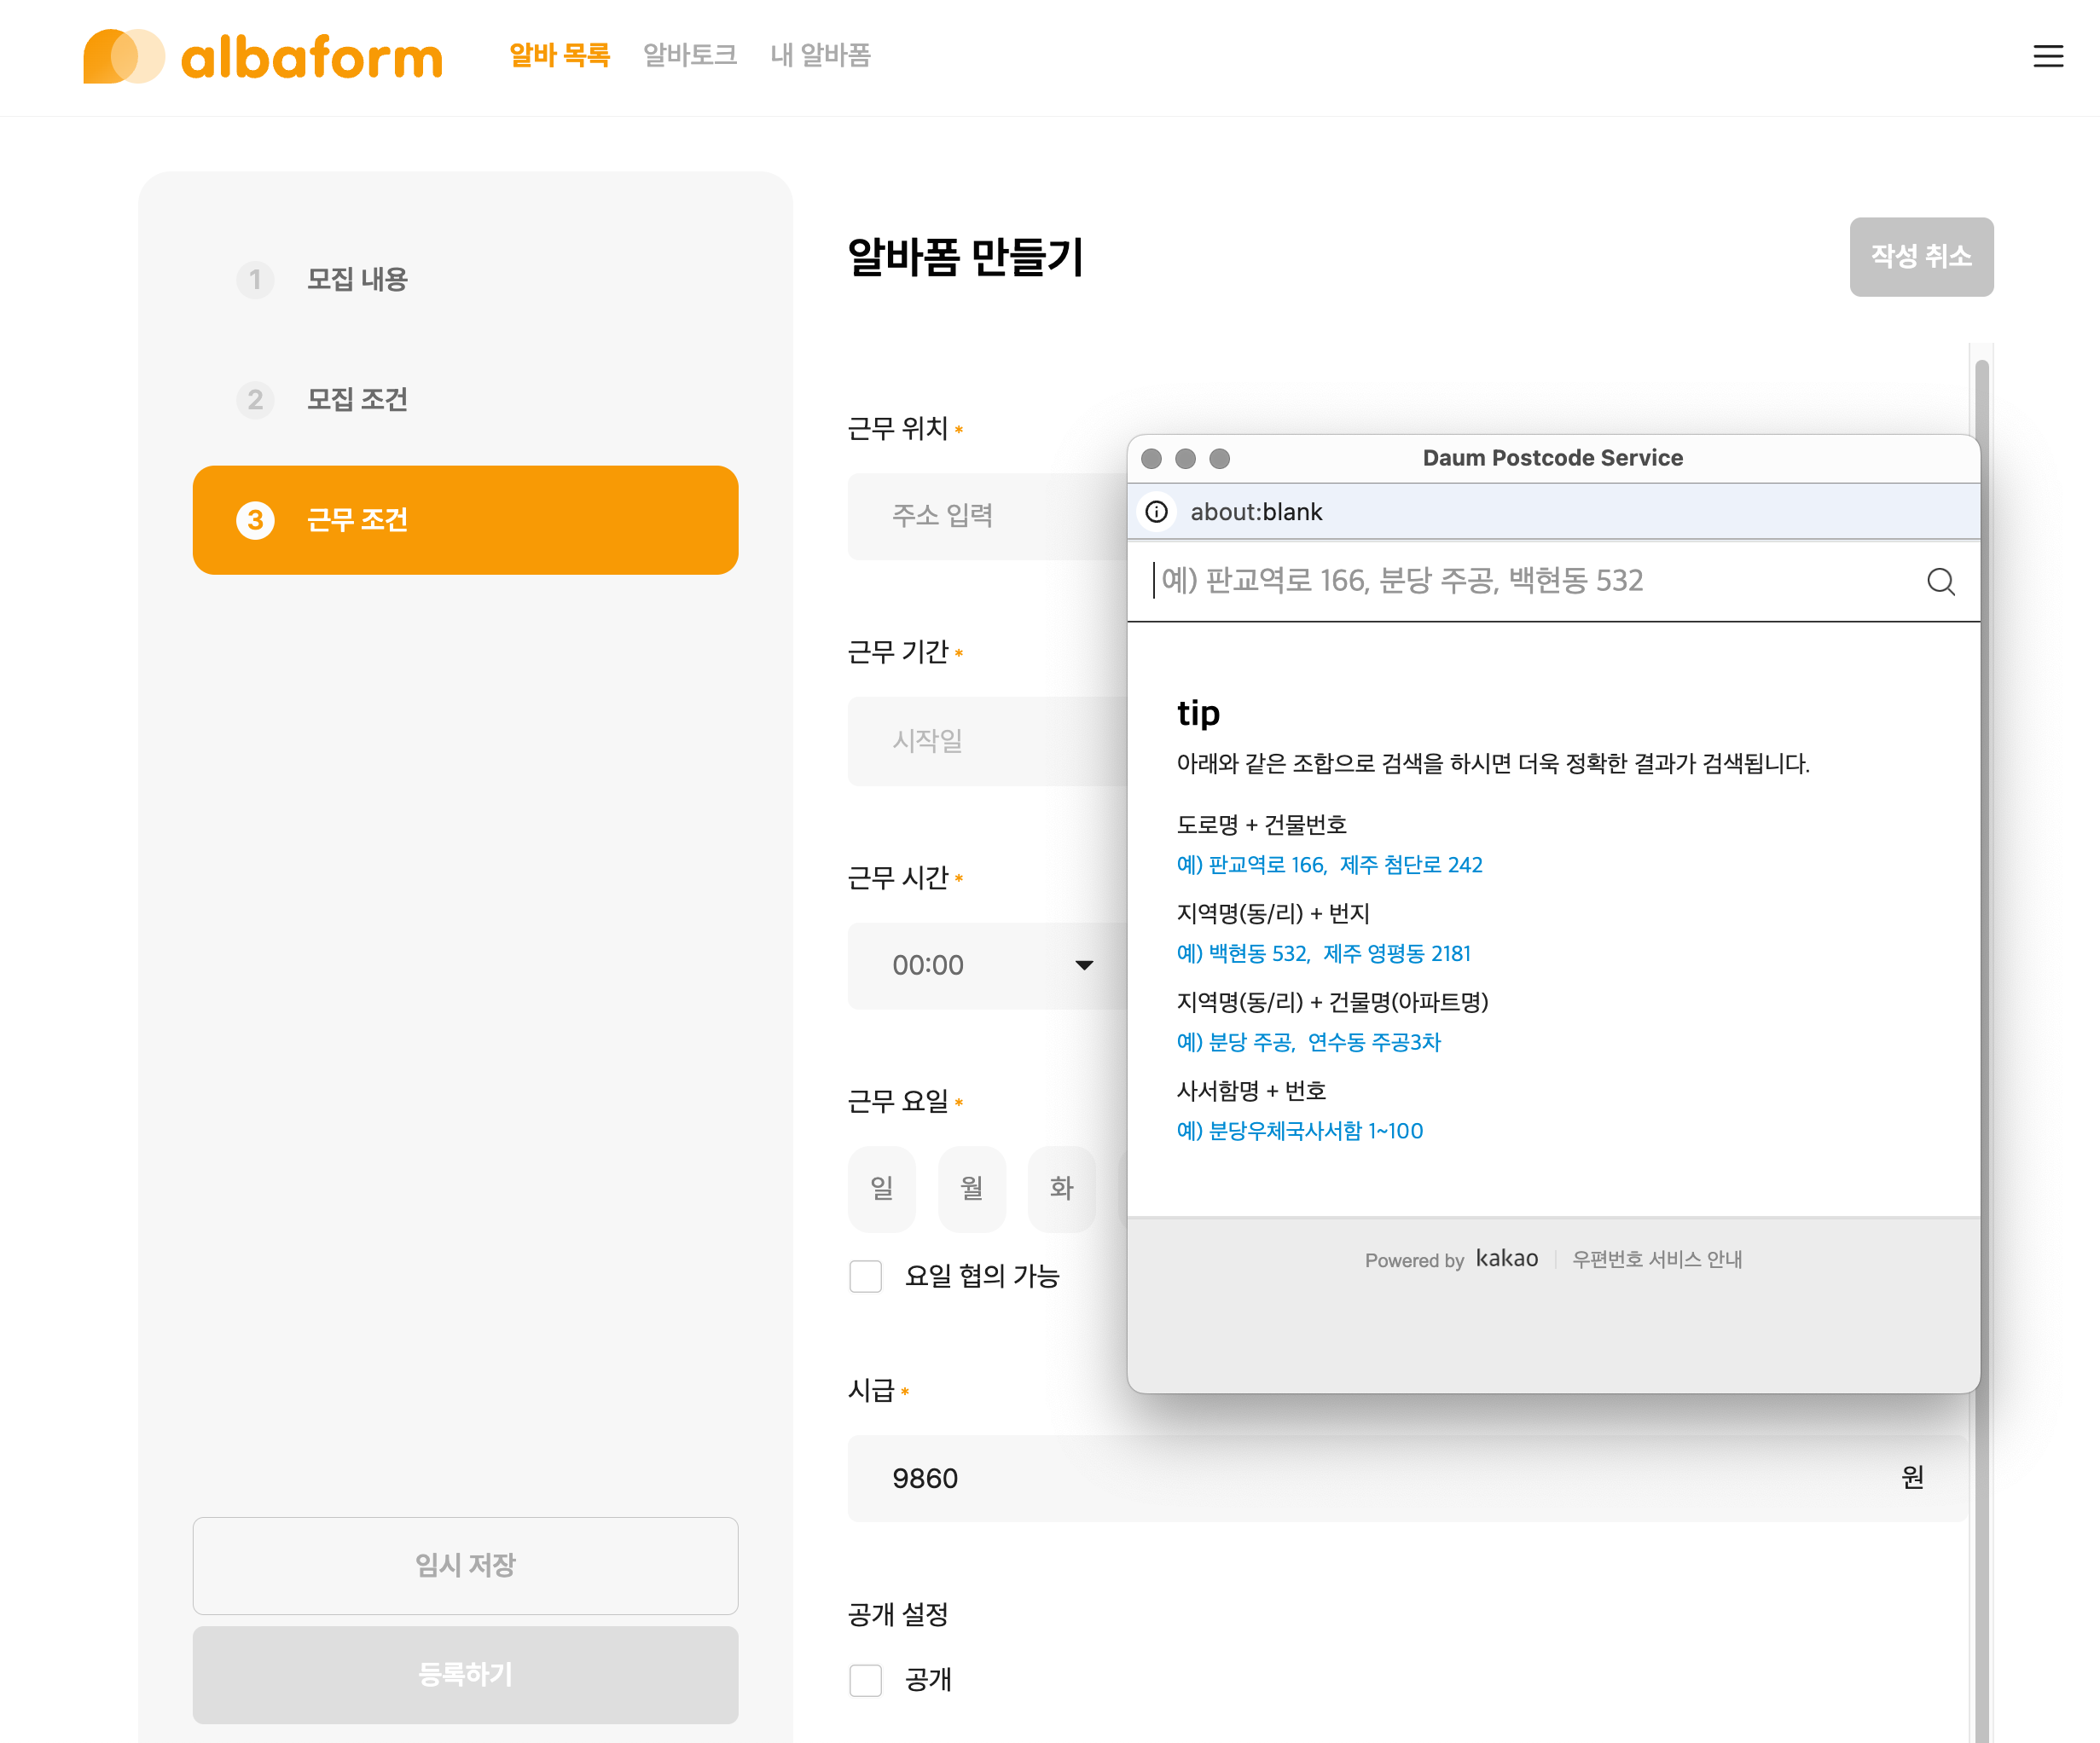 albaform
알바 목록 알바토크 내 알바폼
1 모집 내용
2 모집 조건
3 근무 조건
임시 저장
등록하기
알바폼 만들기
작성 취소
근무 위치 *
주소 입력
근무 기간 *
시작일
근무 시간 *
00:00
근무 요일 *
일 월 화
요일 협의 가능
시급 *
9860 원
공개 설정
공개
Daum Postcode Service
about:blank
예) 판교역로 166, 분당 주공, 백현동 532
tip
아래와 같은 조합으로 검색을 하시면 더욱 정확한 결과가 검색됩니다.
도로명 + 건물번호
예) 판교역로 166, 제주 첨단로 242
지역명(동/리) + 번지
예) 백현동 532, 제주 영평동 2181
지역명(동/리) + 건물명(아파트명)
예) 분당 주공, 연수동 주공3차
사서함명 + 번호
예) 분당우체국사서함 1~100
Powered by kakao 우편번호 서비스 안내